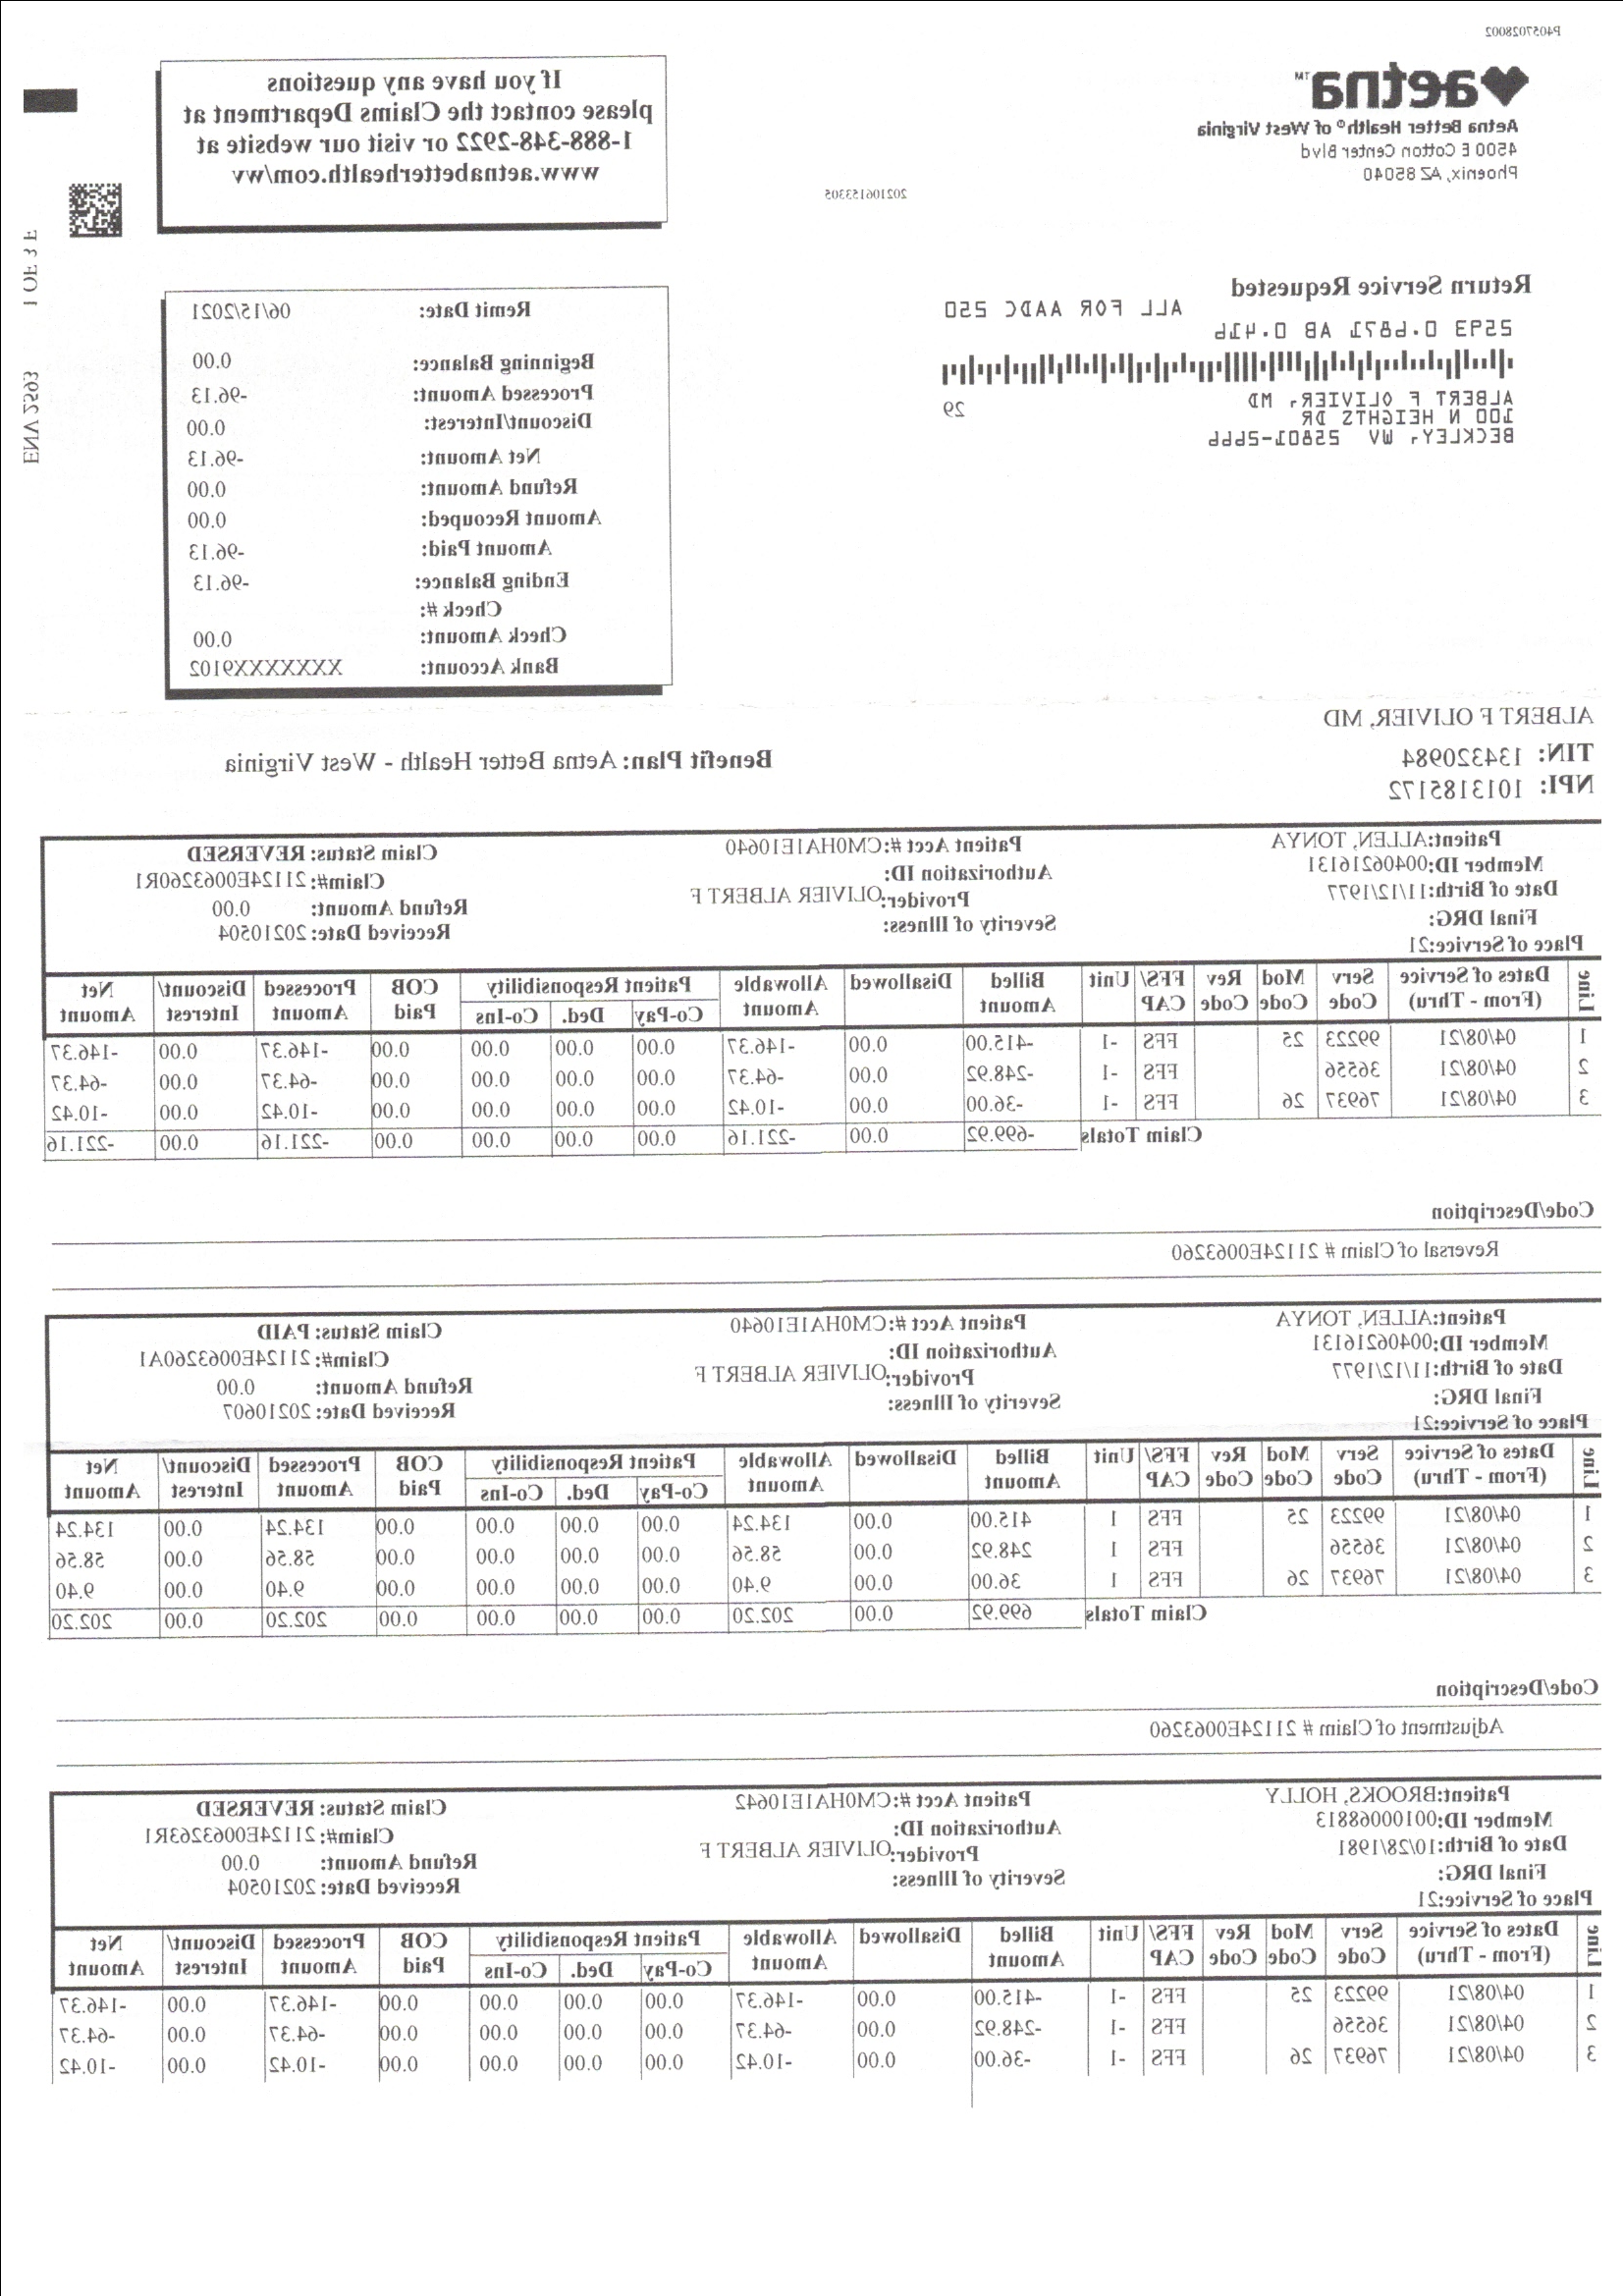 P4057028002
aetna™
Aetna Better Health® of West Virginia
4500 E Cotton Center Blvd
Phoenix, AZ 85040
202106153305
If you have any questions
please contact the Claims Department at
1-888-348-2922 or visit our website at
www.aetnabetterhealth.com/wv
Return Service Requested
ALL FOR AADC 250
2593 0.6871 AB 0.416
ALBERT F OLIVIER, MD
29
100 N HEIGHTS DR
BECKLEY, WV 25801-2666
ENV 2593 1 OF 3 F
Remit Date: 06/15/2021
Beginning Balance: 0.00
Processed Amount: -96.13
Discount/Interest: 0.00
Net Amount: -96.13
Refund Amount: 0.00
Amount Recouped: 0.00
Amount Paid: -96.13
Ending Balance: -96.13
Check #:
Check Amount: 0.00
Bank Account: XXXXXXXX9102
ALBERT F OLIVIER, MD
TIN: 134320984
NPI: 1013185172
Benefit Plan: Aetna Better Health - West Virginia
Patient:ALLEN, TONYA Patient Acct #:CM0HA1E10640 Claim Status: REVERSED
Member ID:00406216131 Authorization ID: Claim#: 21124E0063260R1
Date of Birth:11/12/1977 Provider:OLIVIER ALBERT F Refund Amount: 0.00
Final DRG: Severity of Illness: Received Date: 20210504
Place of Service:21
Line Dates of Service (From - Thru) Serv Code Mod Code Rev Code FFS/ CAP Unit Billed Amount Disallowed Allowable Amount Patient Responsibility Co-Pay Ded. Co-Ins COB Paid Processed Amount Discount/ Interest Net Amount
1 04/08/21 99223 25 FFS -1 -415.00 0.00 -146.37 0.00 0.00 0.00 0.00 -146.37 0.00 -146.37
2 04/08/21 36556 FFS -1 -248.92 0.00 -64.37 0.00 0.00 0.00 0.00 -64.37 0.00 -64.37
3 04/08/21 76937 26 FFS -1 -36.00 0.00 -10.42 0.00 0.00 0.00 0.00 -10.42 0.00 -10.42
Claim Totals -699.92 0.00 -221.16 0.00 0.00 0.00 0.00 -221.16 0.00 -221.16
Code/Description
Reversal of Claim # 21124E0063260
Patient:ALLEN, TONYA Patient Acct #:CM0HA1E10640 Claim Status: PAID
Member ID:00406216131 Authorization ID: Claim#: 21124E0063260A1
Date of Birth:11/12/1977 Provider:OLIVIER ALBERT F Refund Amount: 0.00
Final DRG: Severity of Illness: Received Date: 20210607
Place of Service:21
Line Dates of Service (From - Thru) Serv Code Mod Code Rev Code FFS/ CAP Unit Billed Amount Disallowed Allowable Amount Patient Responsibility Co-Pay Ded. Co-Ins COB Paid Processed Amount Discount/ Interest Net Amount
1 04/08/21 99223 25 FFS 1 415.00 0.00 134.24 0.00 0.00 0.00 0.00 134.24 0.00 134.24
2 04/08/21 36556 FFS 1 248.92 0.00 58.56 0.00 0.00 0.00 0.00 58.56 0.00 58.56
3 04/08/21 76937 26 FFS 1 36.00 0.00 9.40 0.00 0.00 0.00 0.00 9.40 0.00 9.40
Claim Totals 699.92 0.00 202.20 0.00 0.00 0.00 0.00 202.20 0.00 202.20
Code/Description
Adjustment of Claim # 21124E0063260
Patient:BROOKS, HOLLY Patient Acct #:CM0HA1E10642 Claim Status: REVERSED
Member ID:00100068813 Authorization ID: Claim#: 21124E0063263R1
Date of Birth:10/28/1981 Provider:OLIVIER ALBERT F Refund Amount: 0.00
Final DRG: Severity of Illness: Received Date: 20210504
Place of Service:21
Line Dates of Service (From - Thru) Serv Code Mod Code Rev Code FFS/ CAP Unit Billed Amount Disallowed Allowable Amount Patient Responsibility Co-Pay Ded. Co-Ins COB Paid Processed Amount Discount/ Interest Net Amount
1 04/08/21 99223 25 FFS -1 -415.00 0.00 -146.37 0.00 0.00 0.00 0.00 -146.37 0.00 -146.37
2 04/08/21 36556 FFS -1 -248.92 0.00 -64.37 0.00 0.00 0.00 0.00 -64.37 0.00 -64.37
3 04/08/21 76937 26 FFS -1 -36.00 0.00 -10.42 0.00 0.00 0.00 0.00 -10.42 0.00 -10.42